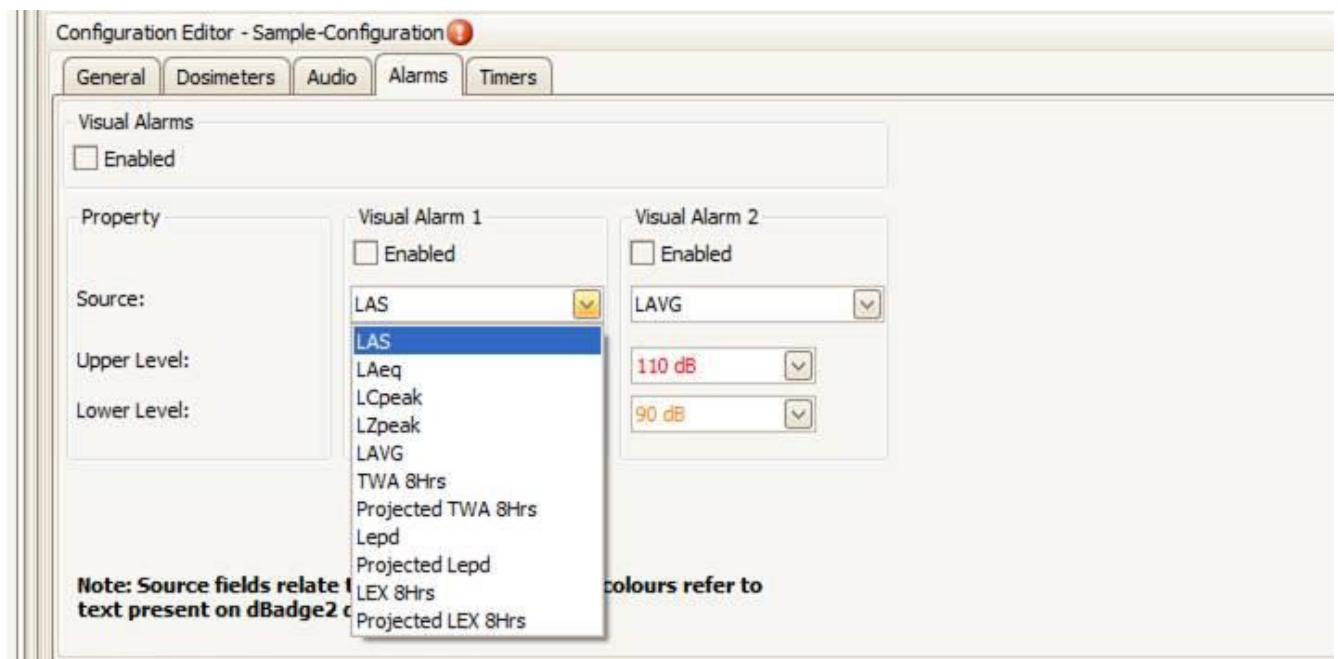 Configuration Editor - Sample-Configuration
General Dosimeters Audio Alarms Timers
Visual Alarms
Enabled
Property Visual Alarm 1 Visual Alarm 2
Enabled Enabled
Source: LAS LAVG
LAS
Upper Level: 110 dB
LAeq
LCpeak
Lower Level: 90 dB
LZpeak
LAVG
TWA 8Hrs
Projected TWA 8Hrs
Lepd
Projected Lepd
Note: Source fields relate colours refer to
LEX 8Hrs
text present on dBadge2
Projected LEX 8Hrs